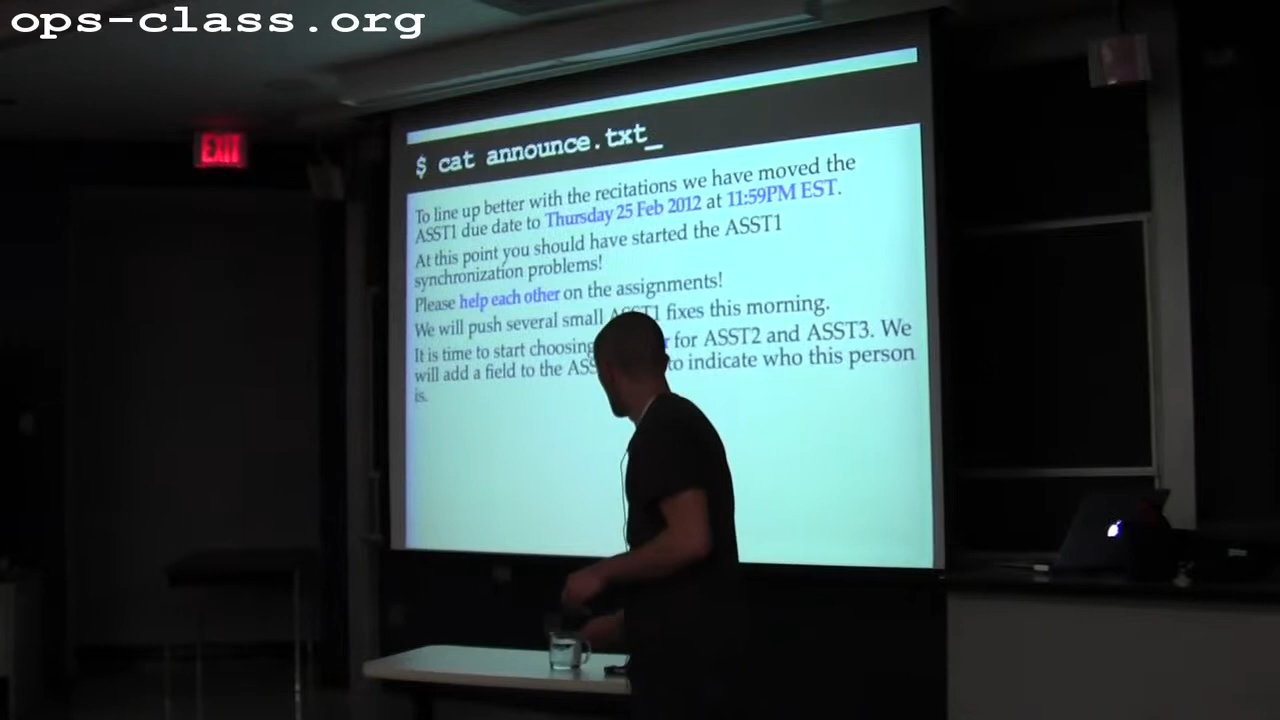 ops-class.org
EXIT
$ cat announce.txt_
To line up better with the recitations we have moved the
ASST1 due date to Thursday 25 Feb 2012 at 11:59PM EST.
At this point you should have started the ASST1
synchronization problems!
Please help each other on the assignments!
We will push several small ASST1 fixes this morning.
It is time to start choosing for ASST2 and ASST3. We
will add a field to the to indicate who this person
is.